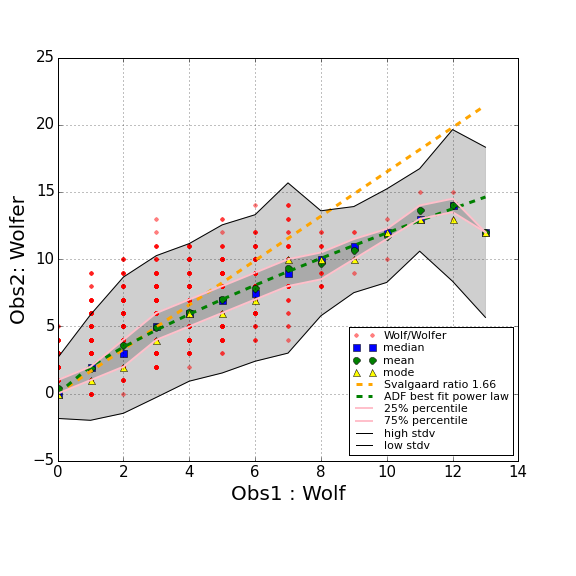 25
20
15
10
5
0
−5
0 2 4 6 8 10 12 14
Obs2: Wolfer
Obs1 : Wolf
Wolf/Wolfer
median
mean
mode
Svalgaard ratio 1.66
ADF best fit power law
25% percentile
75% percentile
high stdv
low stdv